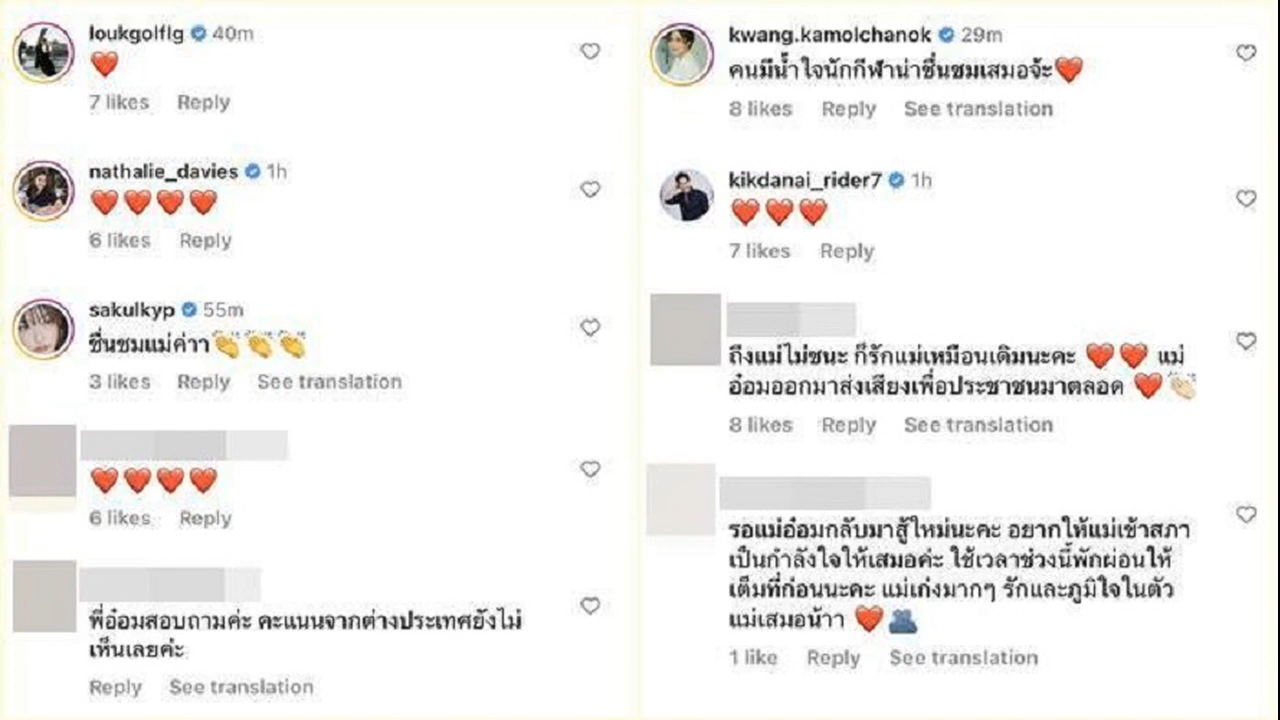 loukgolflg 40m
❤️
7 likes Reply
nathalie_davies 1h
❤️❤️❤️❤️
6 likes Reply
sakulkyp 55m
ชื่นชมแม่ค่าา👏👏👏
3 likes Reply See translation
❤️❤️❤️❤️
6 likes Reply
พี่อ๋อมสอบถามค่ะ คะแนนจากต่างประเทศยังไม่
เห็นเลยค่ะ
Reply See translation
kwang.kamolchanok 29m
คนมีน้ำใจนักกีฬาน่าชื่นชมเสมอจ้ะ❤️
8 likes Reply See translation
kikdanai_rider7 1h
❤️❤️❤️
7 likes Reply
ถึงแม่ไม่ชนะ ก็รักแม่เหมือนเดิมนะคะ ❤️❤️ แม่
อ๋อมออกมาส่งเสียงเพื่อประชาชนมาตลอด ❤️👏🏻
8 likes Reply See translation
รอแม่อ๋อมกลับมาสู้ใหม่นะคะ อยากให้แม่เข้าสภา
เป็นกำลังใจให้เสมอค่ะ ใช้เวลาช่วงนี้พักผ่อนให้
เต็มที่ก่อนนะคะ แม่เก่งมากๆ รักและภูมิใจในตัว
แม่เสมอน้าา ❤️🫂
1 like Reply See translation